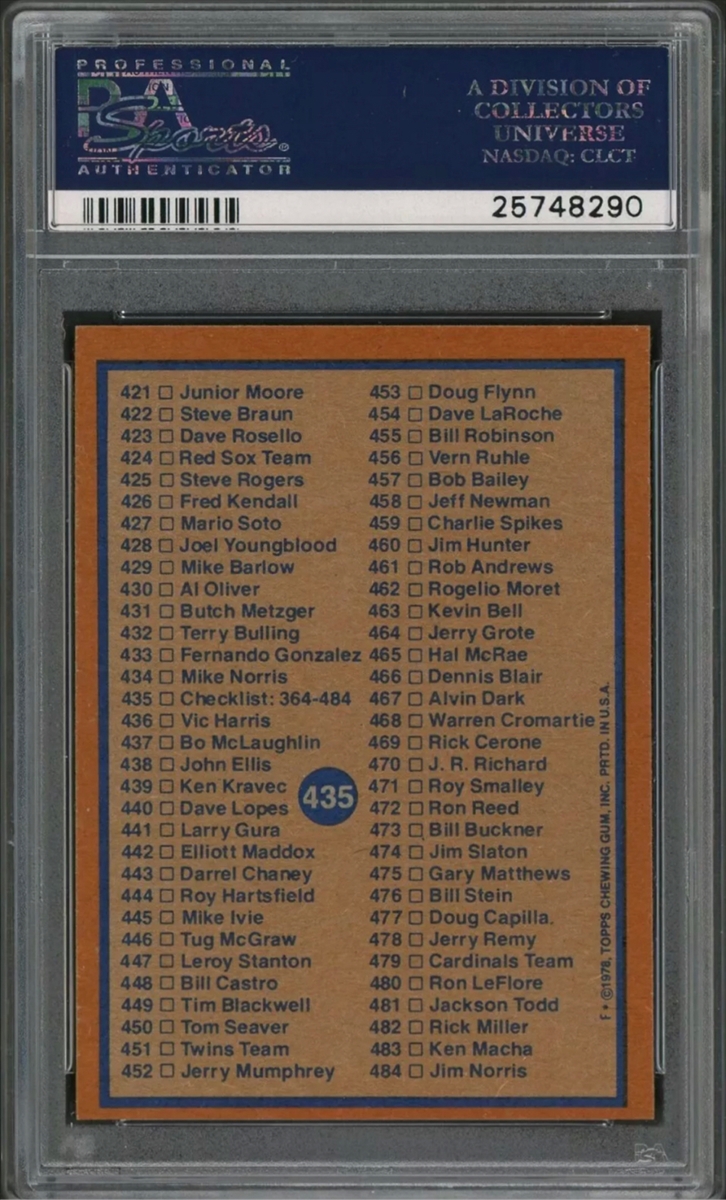 PROFESSIONAL
PSA
Sports®
AUTHENTICATOR
A DIVISION OF
COLLECTORS
UNIVERSE
NASDAQ: CLCT
25748290
421 □ Junior Moore
422 □ Steve Braun
423 □ Dave Rosello
424 □ Red Sox Team
425 □ Steve Rogers
426 □ Fred Kendall
427 □ Mario Soto
428 □ Joel Youngblood
429 □ Mike Barlow
430 □ Al Oliver
431 □ Butch Metzger
432 □ Terry Bulling
433 □ Fernando Gonzalez
434 □ Mike Norris
435 □ Checklist: 364-484
436 □ Vic Harris
437 □ Bo McLaughlin
438 □ John Ellis
439 □ Ken Kravec
440 □ Dave Lopes
441 □ Larry Gura
442 □ Elliott Maddox
443 □ Darrel Chaney
444 □ Roy Hartsfield
445 □ Mike Ivie
446 □ Tug McGraw
447 □ Leroy Stanton
448 □ Bill Castro
449 □ Tim Blackwell
450 □ Tom Seaver
451 □ Twins Team
452 □ Jerry Mumphrey
435
453 □ Doug Flynn
454 □ Dave LaRoche
455 □ Bill Robinson
456 □ Vern Ruhle
457 □ Bob Bailey
458 □ Jeff Newman
459 □ Charlie Spikes
460 □ Jim Hunter
461 □ Rob Andrews
462 □ Rogelio Moret
463 □ Kevin Bell
464 □ Jerry Grote
465 □ Hal McRae
466 □ Dennis Blair
467 □ Alvin Dark
468 □ Warren Cromartie
469 □ Rick Cerone
470 □ J. R. Richard
471 □ Roy Smalley
472 □ Ron Reed
473 □ Bill Buckner
474 □ Jim Slaton
475 □ Gary Matthews
476 □ Bill Stein
477 □ Doug Capilla.
478 □ Jerry Remy
479 □ Cardinals Team
480 □ Ron LeFlore
481 □ Jackson Todd
482 □ Rick Miller
483 □ Ken Macha
484 □ Jim Norris
F * ©1978, TOPPS CHEWING GUM, INC. PRTD. IN U.S.A.
PSA